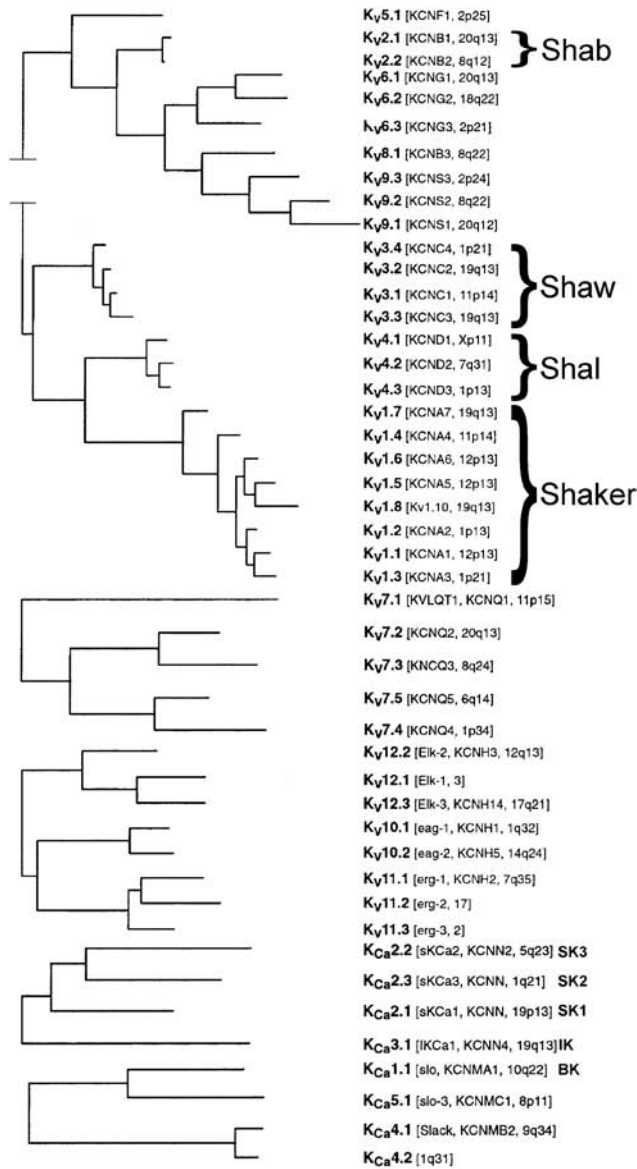 Kv5.1 [KCNF1, 2p25]
Kv2.1 [KCNB1, 20q13]
Shab
Kv2.2 [KCNB2, 8q12]
Kv6.1 [KCNG1, 20q13]
Kv6.2 [KCNG2, 18q22]
Kv6.3 [KCNG3, 2p21]
Kv8.1 [KCNB3, 8q22]
Kv9.3 [KCNS3, 2p24]
Kv9.2 [KCNS2, 8q22]
Kv9.1 [KCNS1, 20q12]
Kv3.4 [KCNC4, 1p21]
Kv3.2 [KCNC2, 19q13]
Shaw
Kv3.1 [KCNC1, 11p14]
Kv3.3 [KCNC3, 19q13]
Kv4.1 [KCND1, Xp11]
Kv4.2 [KCND2, 7q31]
Shal
Kv4.3 [KCND3, 1p13]
Kv1.7 [KCNA7, 19q13]
Kv1.4 [KCNA4, 11p14]
Kv1.6 [KCNA6, 12p13]
Kv1.5 [KCNA5, 12p13]
Shaker
Kv1.8 [Kv1.10, 19q13]
Kv1.2 [KCNA2, 1p13]
Kv1.1 [KCNA1, 12p13]
Kv1.3 [KCNA3, 1p21]
Kv7.1 [KVLQT1, KCNQ1, 11p15]
Kv7.2 [KCNQ2, 20q13]
Kv7.3 [KNCQ3, 8q24]
Kv7.5 [KCNQ5, 6q14]
Kv7.4 [KCNQ4, 1p34]
Kv12.2 [Elk-2, KCNH3, 12q13]
Kv12.1 [Elk-1, 3]
Kv12.3 [Elk-3, KCNH14, 17q21]
Kv10.1 [eag-1, KCNH1, 1q32]
Kv10.2 [eag-2, KCNH5, 14q24]
Kv11.1 [erg-1, KCNH2, 7q35]
Kv11.2 [erg-2, 17]
Kv11.3 [erg-3, 2]
KCa2.2 [sKCa2, KCNN2, 5q23] SK3
KCa2.3 [sKCa3, KCNN, 1q21] SK2
KCa2.1 [sKCa1, KCNN, 19p13] SK1
KCa3.1 [IKCa1, KCNN4, 19q13] IK
KCa1.1 [slo, KCNMA1, 10q22] BK
KCa5.1 [slo-3, KCNMC1, 8p11]
KCa4.1 [Slack, KCNMB2, 9q34]
KCa4.2 [1q31]